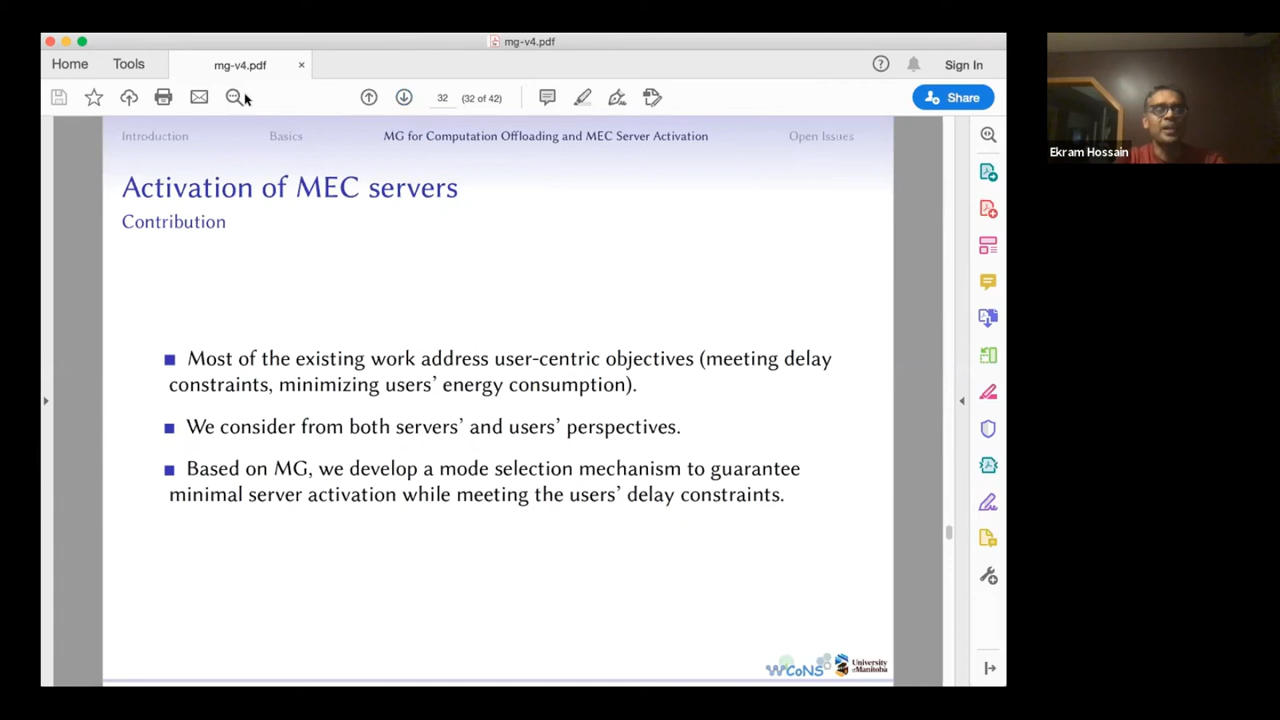 mg-v4.pdf
Home
Tools
mg-v4.pdf
×
Sign In
32
(32 of 42)
Share
Introduction
Basics
MG for Computation Offloading and MEC Server Activation
Open Issues
Activation of MEC servers
Contribution
Most of the existing work address user-centric objectives (meeting delay
constraints, minimizing users’ energy consumption).
We consider from both servers’ and users’ perspectives.
Based on MG, we develop a mode selection mechanism to guarantee
minimal server activation while meeting the users’ delay constraints.
WCoNS
University
of Manitoba
Ekram Hossain